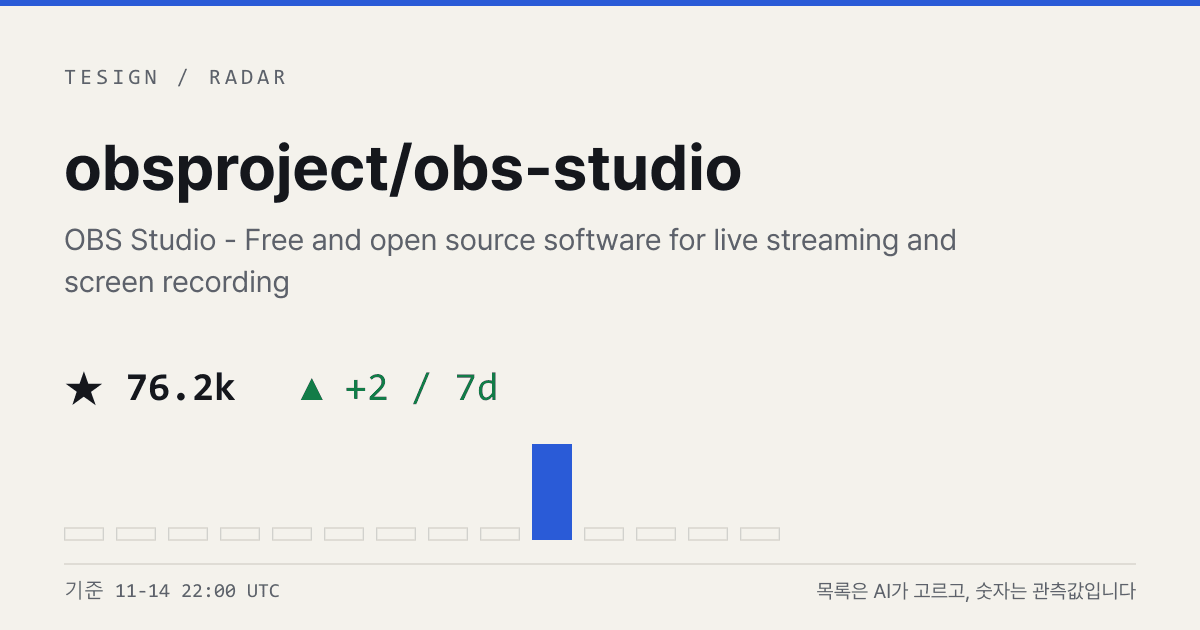 TESIGN / RADAR
obsproject/obs-studio
OBS Studio - Free and open source software for live streaming and
screen recording
★ 76.2k ▲ +2 / 7d
기준 11-14 22:00 UTC
목록은 AI가 고르고, 숫자는 관측값입니다